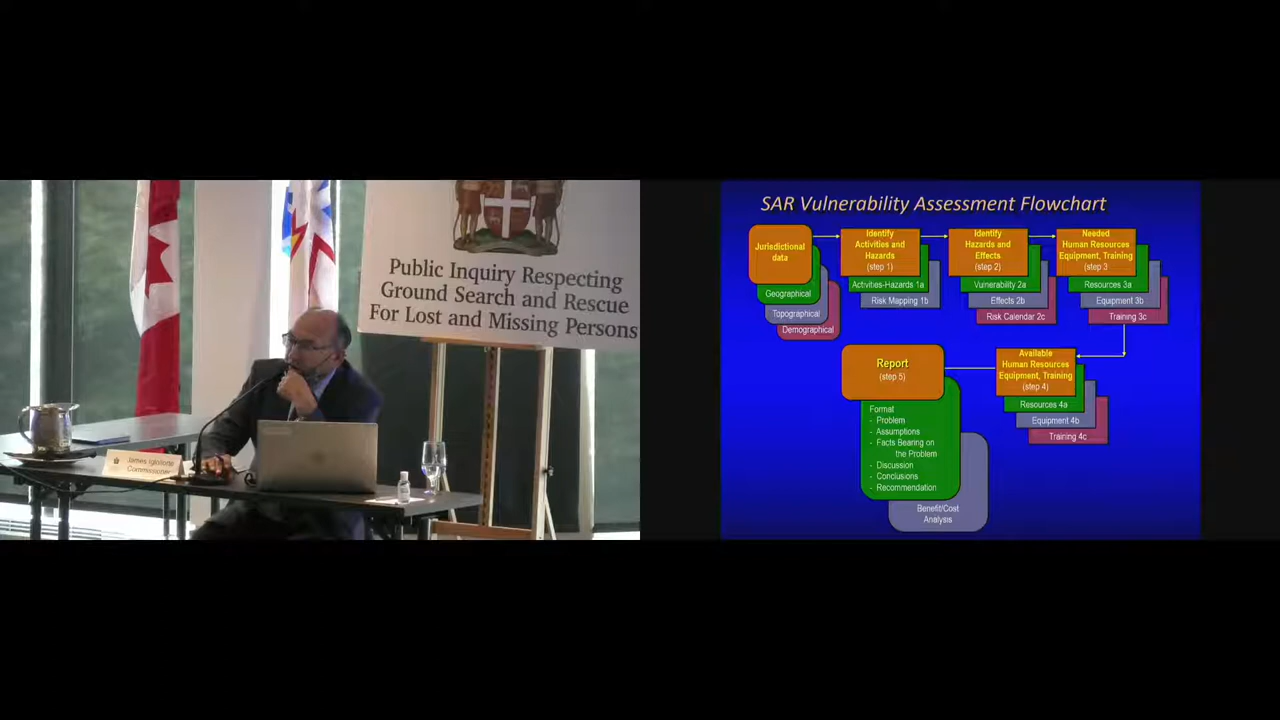 Public Inquiry Respecting
Ground Search and Rescue
For Lost and Missing Persons
James Igloliorte
Commissioner
SAR Vulnerability Assessment Flowchart
Jurisdictional
data
Geographical
Topographical
Demographical
Identify
Activities and
Hazards
(step 1)
Activities-Hazards 1a
Risk Mapping 1b
Identify
Hazards and
Effects
(step 2)
Vulnerability 2a
Effects 2b
Risk Calendar 2c
Needed
Human Resources
Equipment, Training
(step 3
Resources 3a
Equipment 3b
Training 3c
Available
Human Resources
Equipment, Training
(step 4)
Resources 4a
Equipment 4b
Training 4c
Report
(step 5)
Format
- Problem
- Assumptions
- Facts Bearing on
the Problem
- Discussion
- Conclusions
- Recommendation
Benefit/Cost
Analysis